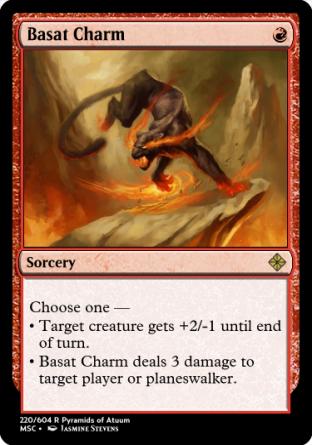 Basat Charm
Sorcery
Choose one —
• Target creature gets +2/-1 until end
of turn.
• Basat Charm deals 3 damage to
target player or planeswalker.
220/604 R Pyramids of Atuum
MSC • Jasmine Stevens